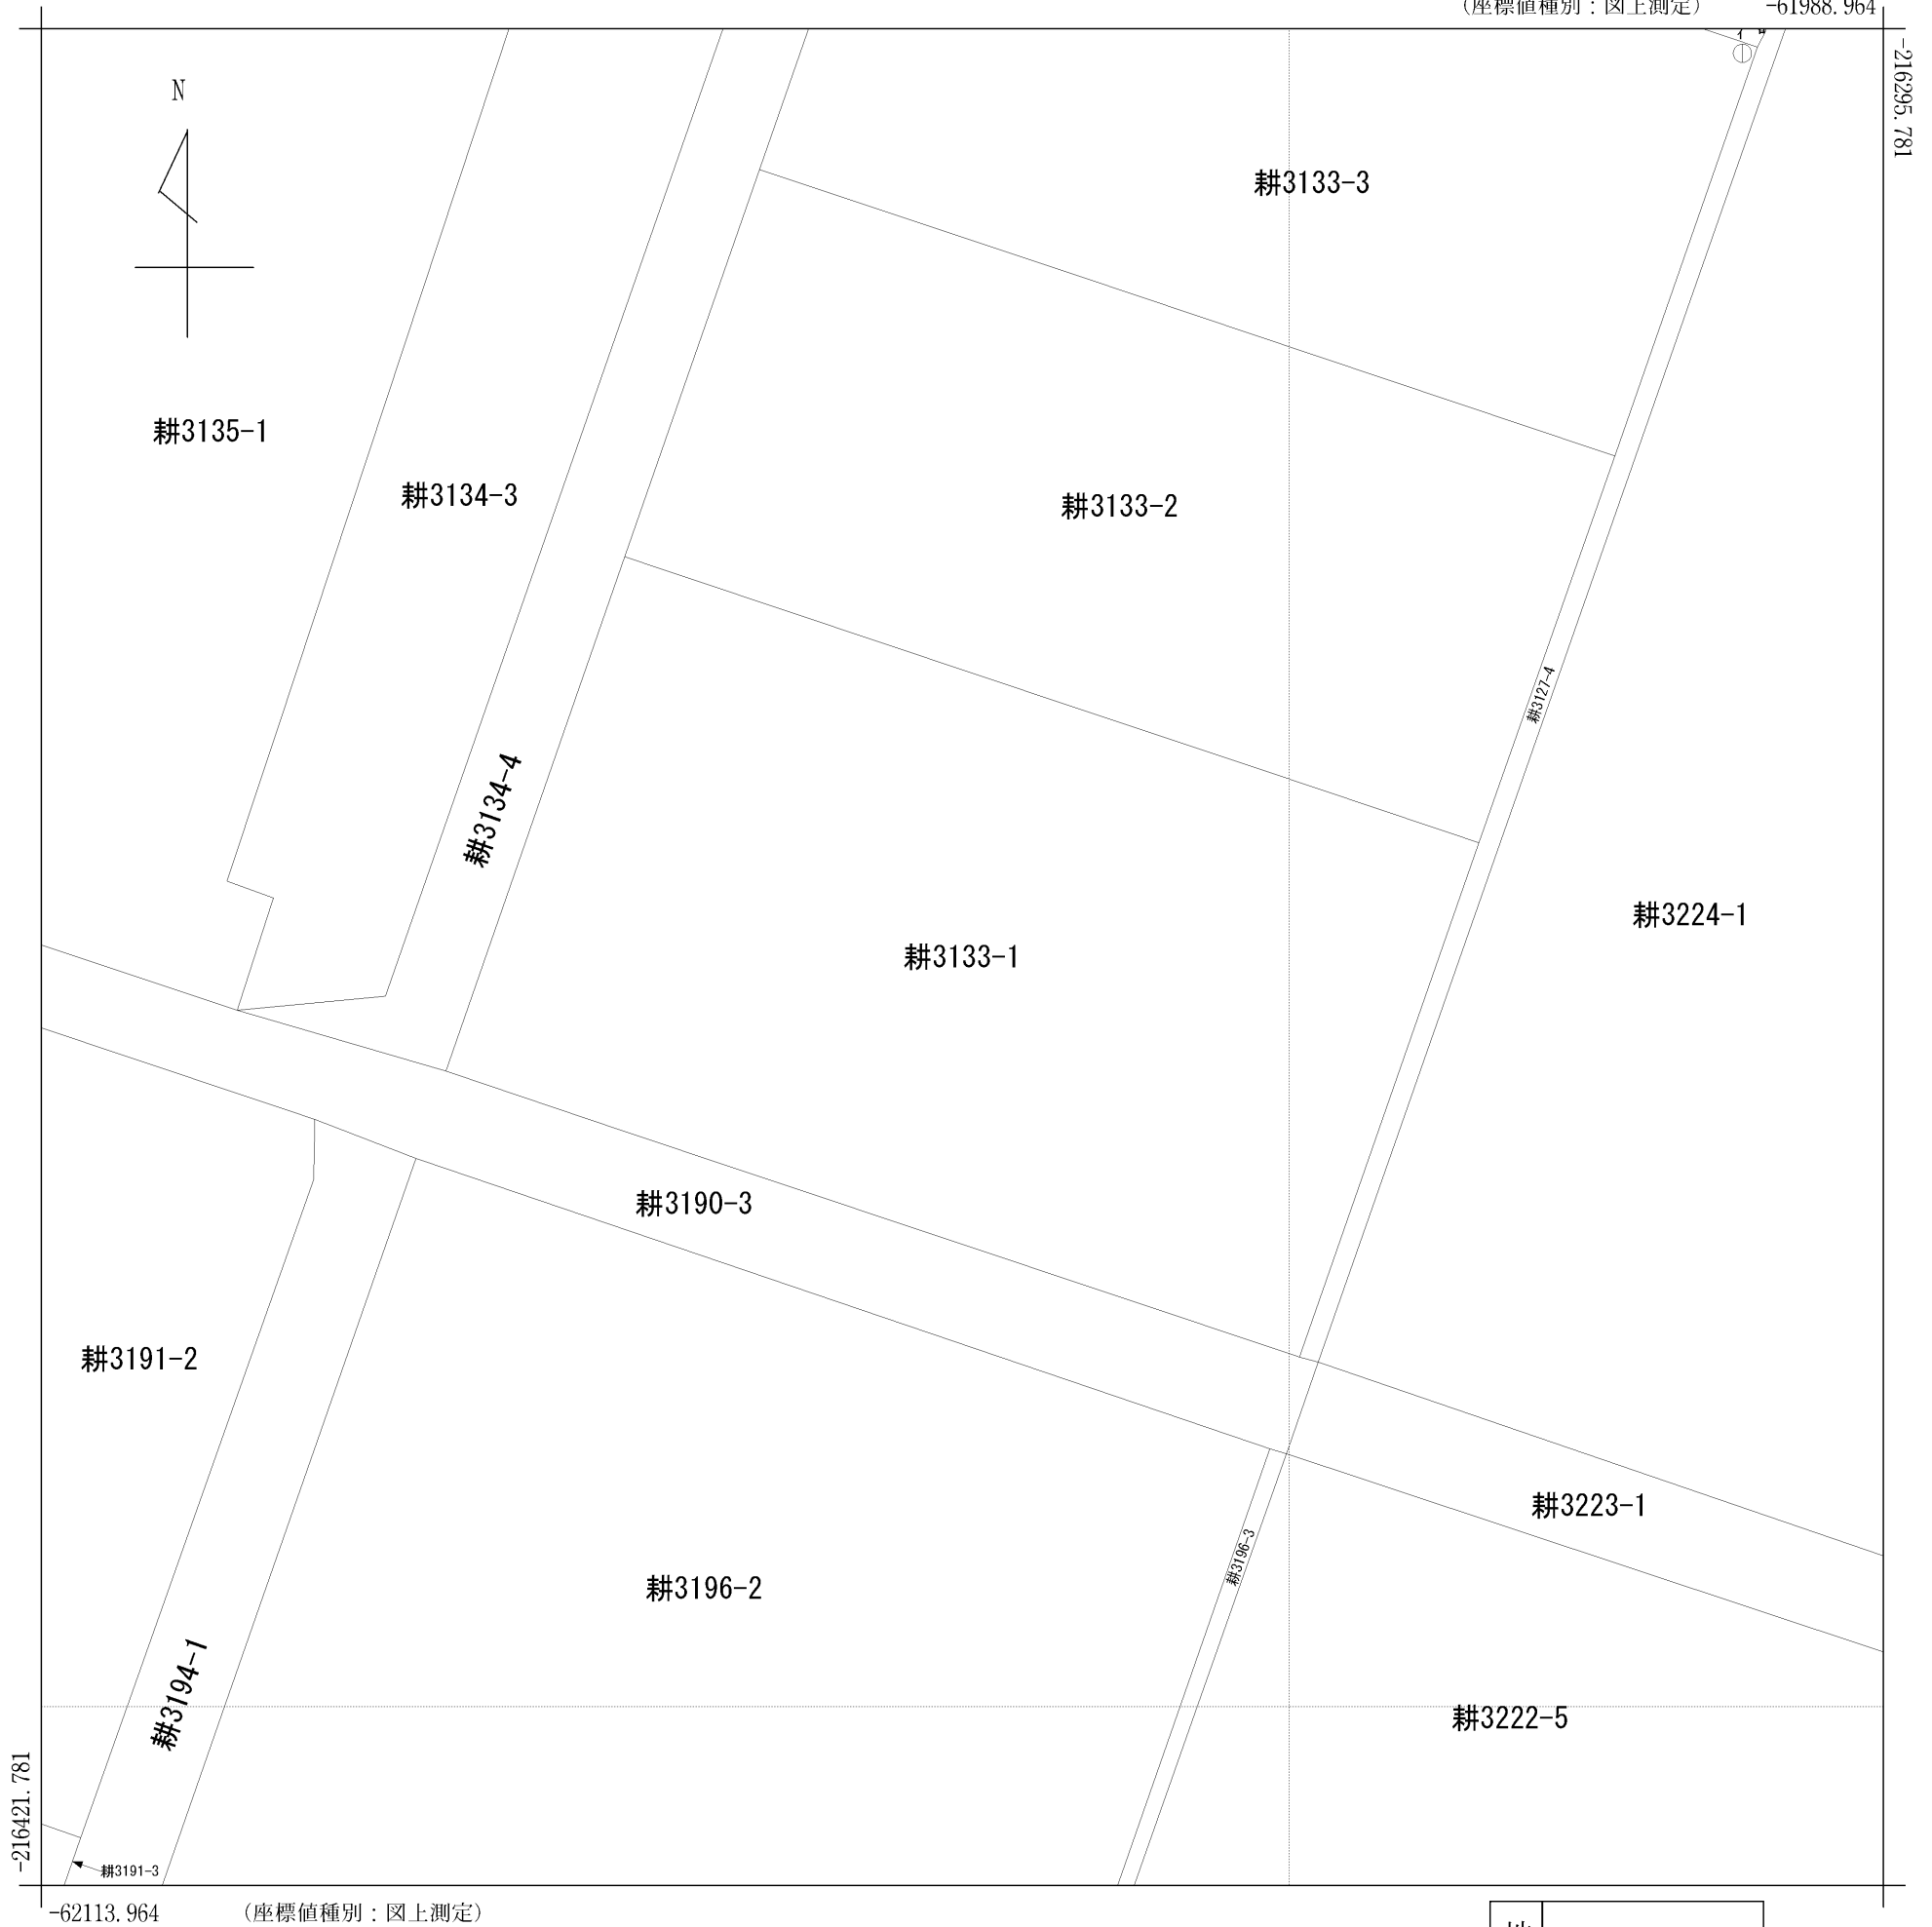 （座標値種別：図上測定）　-61988.964
-216295.781
イ
ロ
N
耕3133-3
耕3135-1
耕3134-3
耕3133-2
耕3127-4
耕3134-4
耕3224-1
耕3133-1
耕3190-3
耕3191-2
耕3223-1
耕3196-3
耕3196-2
耕3194-1
耕3222-5
-216421.781
耕3191-3
-62113.964　（座標値種別：図上測定）